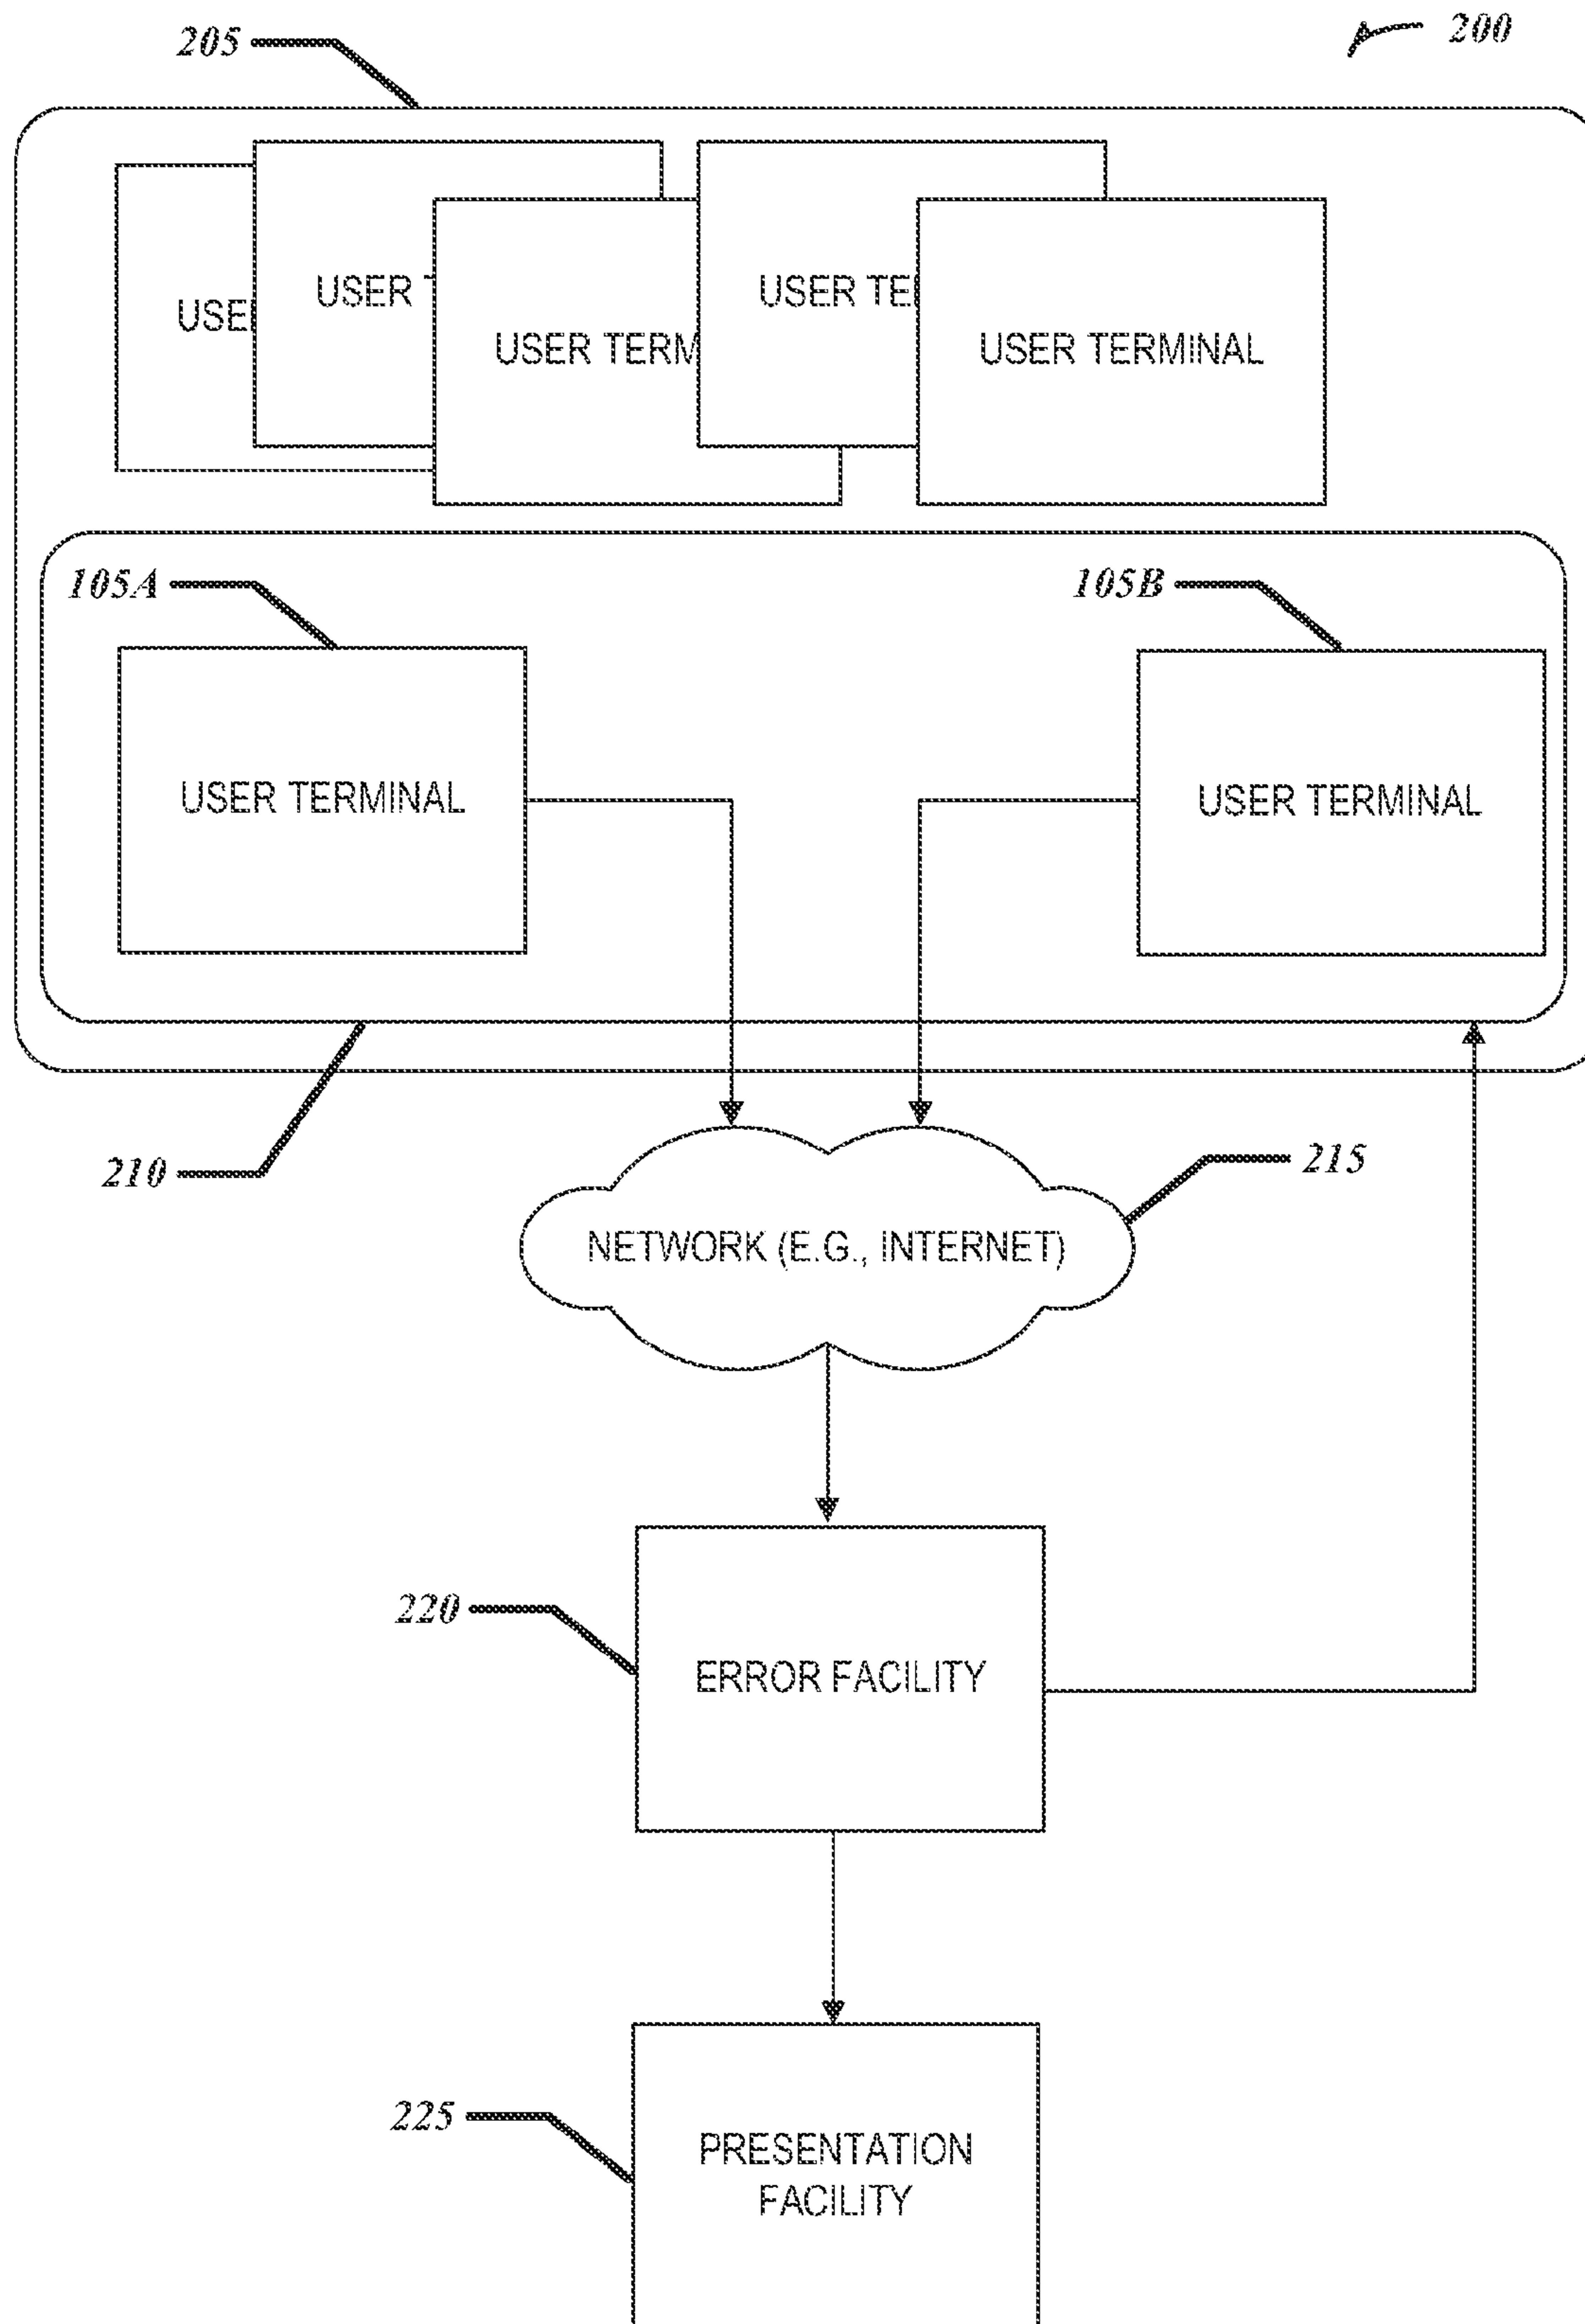 205
200
USE
USER T
USER TERM
USER TE
USER TERMINAL
105A
105B
USER TERMINAL
USER TERMINAL
210
215
NETWORK (E.G., INTERNET)
220
ERROR FACILITY
225
PRESENTATION
FACILITY